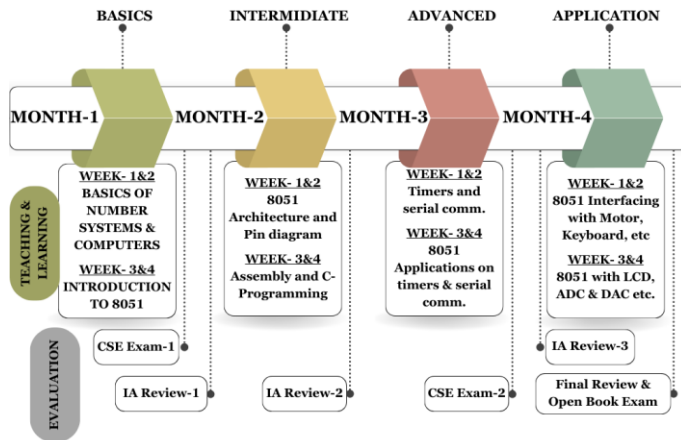 BASICS
INTERMIDIATE
ADVANCED
APPLICATION
MONTH-1
MONTH-2
MONTH-3
MONTH-4
TEACHING &
LEARNING
WEEK- 1&2
BASICS OF
NUMBER
SYSTEMS &
COMPUTERS
WEEK- 3&4
INTRODUCTION
TO 8051
WEEK- 1&2
8051
Architecture and
Pin diagram
WEEK- 3&4
Assembly and C-
Programming
WEEK- 1&2
Timers and
serial comm.
WEEK- 3&4
8051
Applications on
timers & serial
comm.
WEEK- 1&2
8051 Interfacing
with Motor,
Keyboard, etc
WEEK- 3&4
8051 with LCD,
ADC & DAC etc.
EVALUATION
CSE Exam-1
IA Review-1
IA Review-2
CSE Exam-2
IA Review-3
Final Review &
Open Book Exam